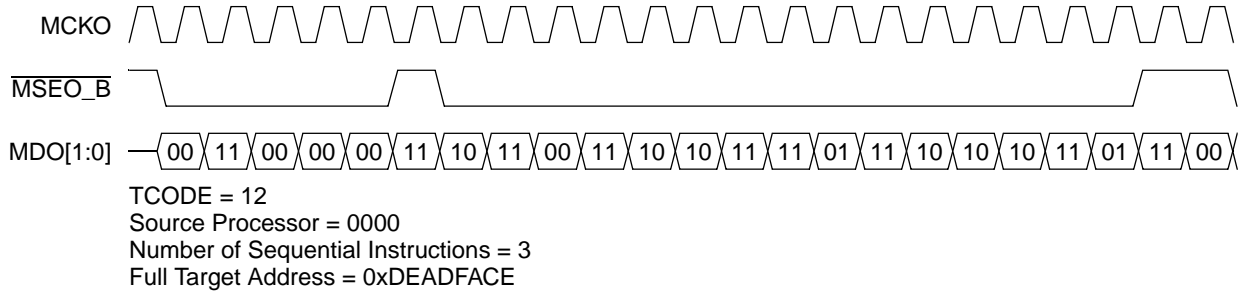 MCKO
MSEO_B
MDO[1:0] 00 11 00 00 00 11 10 11 00 11 10 10 11 11 01 11 10 10 10 11 01 11 00
TCODE = 12
Source Processor = 0000
Number of Sequential Instructions = 3
Full Target Address = 0xDEADFACE